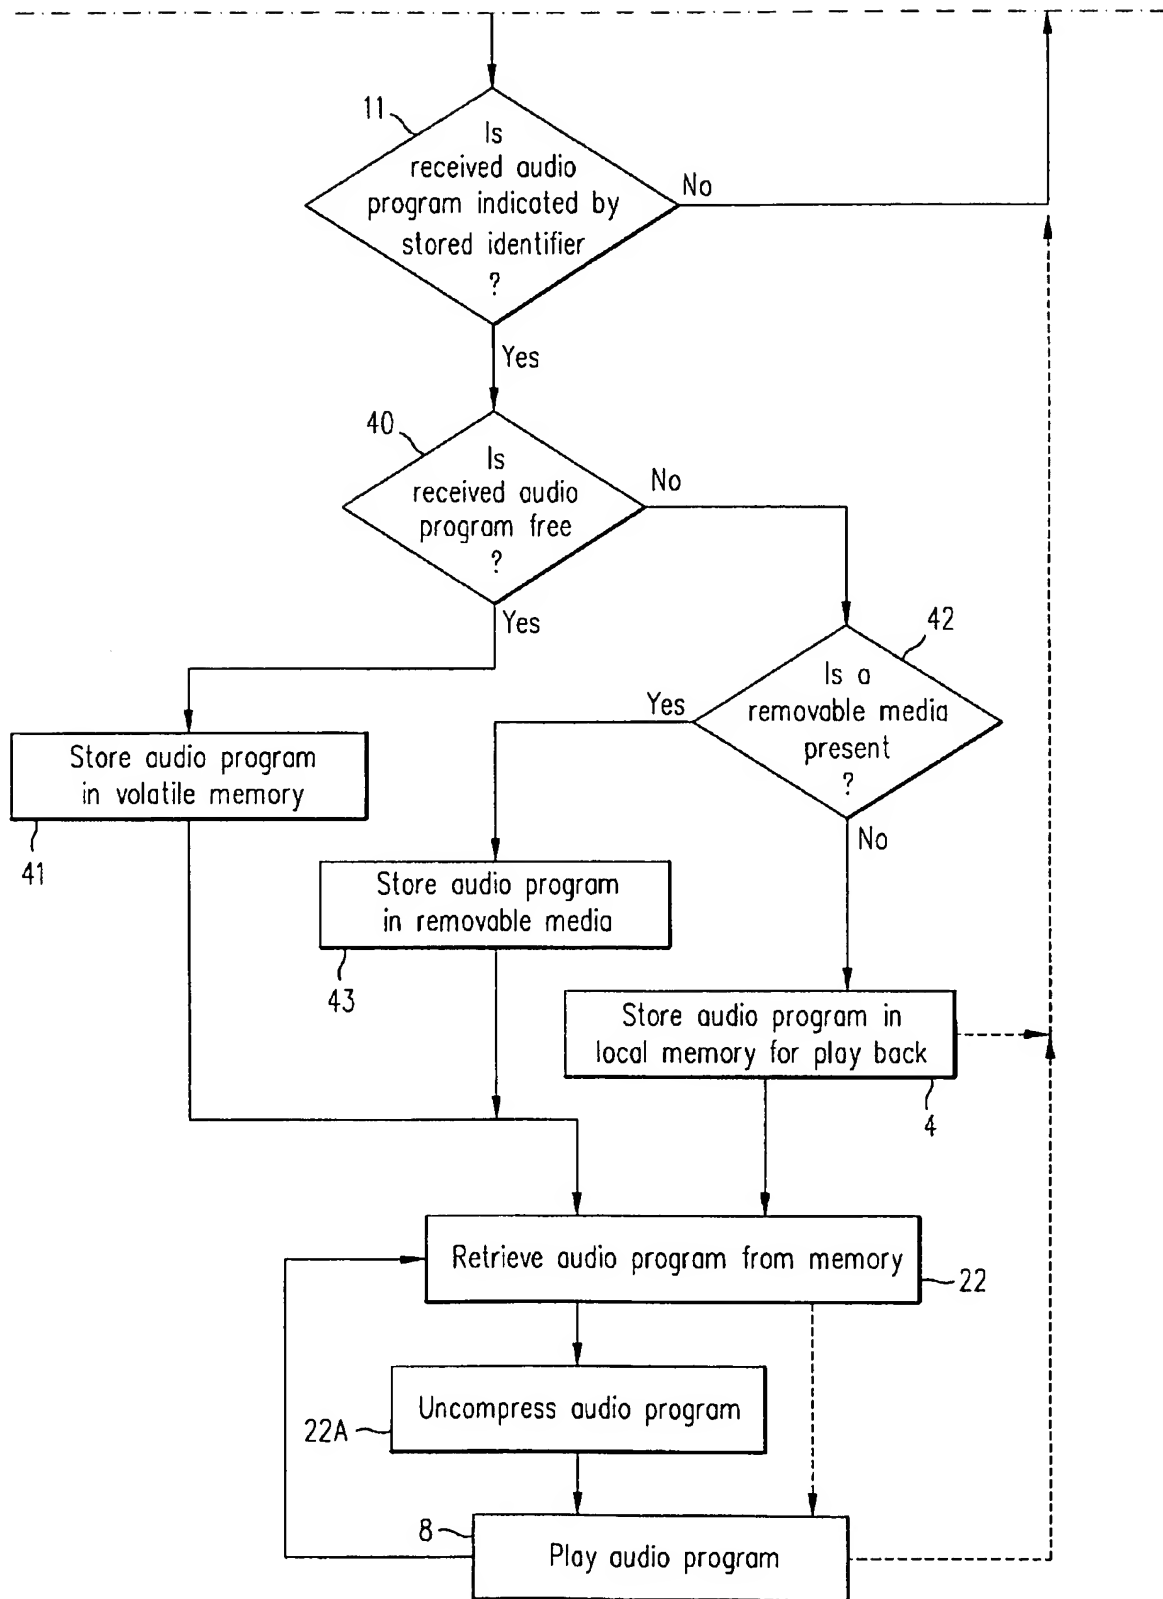 11
Is
received audio
program indicated by
stored identifier
?
No
Yes
40
Is
received audio
program free
?
No
Yes
42
Is a
removable media
present
?
Yes
No
Store audio program
in volatile memory
41
Store audio program
in removable media
43
Store audio program in
local memory for play back
4
Retrieve audio program from memory
22
Uncompress audio program
22A
8
Play audio program